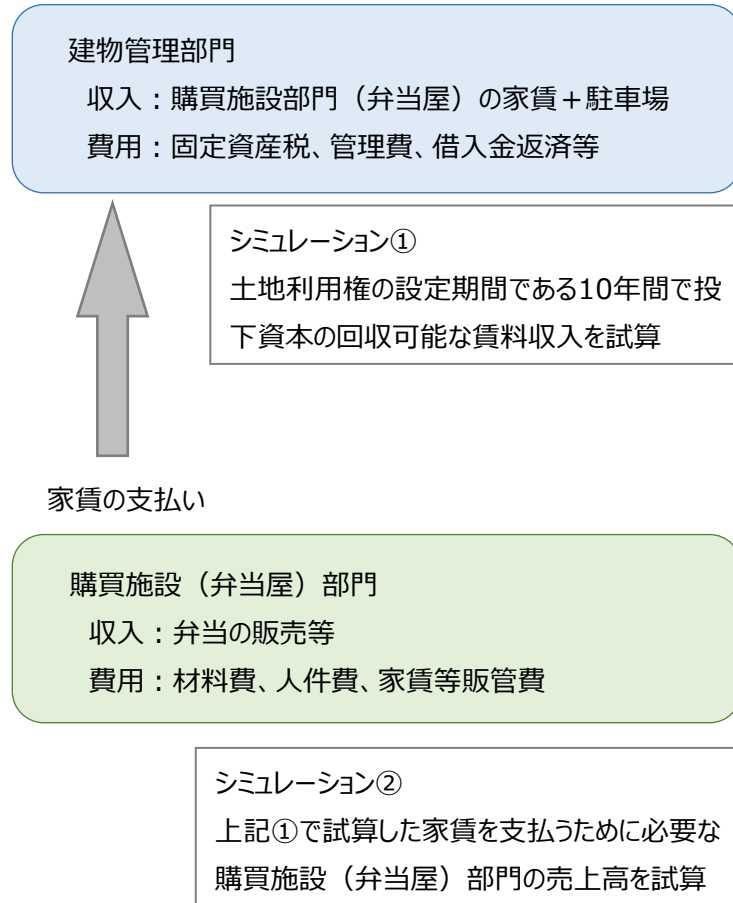 建物管理部門
収入：購買施設部門（弁当屋）の家賃＋駐車場
費用：固定資産税、管理費、借入金返済等
シミュレーション①
土地利用権の設定期間である10年間で投
下資本の回収可能な賃料収入を試算
家賃の支払い
購買施設（弁当屋）部門
収入：弁当の販売等
費用：材料費、人件費、家賃等販管費
シミュレーション②
上記①で試算した家賃を支払うために必要な
購買施設（弁当屋）部門の売上高を試算